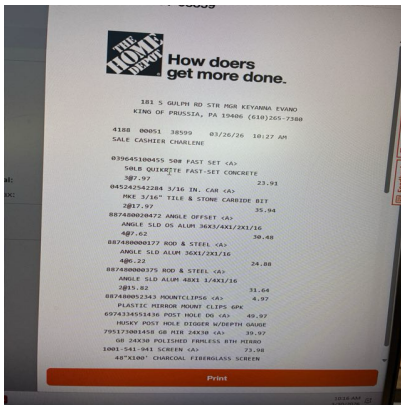 THE
HOME
DEPOT
How doers
get more done.
181 S GULPH RD STR MGR KEYANNA EVANO
KING OF PRUSSIA, PA 19406 (610)265-7380
4188 00051 38599 03/26/26 10:27 AM
SALE CASHIER CHARLENE
039645100455 50# FAST SET <A>
50LB QUIKRETE FAST-SET CONCRETE
3@7.97 23.91
045242542284 3/16 IN. CAR <A>
MKE 3/16" TILE & STONE CARBIDE BIT
2@17.97 35.94
887480020472 ANGLE OFFSET <A>
ANGLE SLD OS ALUM 36X3/4X1/2X1/16
4@7.62 30.48
887480000177 ROD & STEEL <A>
ANGLE SLD ALUM 36X1/2X1/16
4@6.22 24.88
887480000375 ROD & STEEL <A>
ANGLE SLD ALUM 48X1 1/4X1/16
2@15.82 31.64
887480052343 MOUNTCLIPS6 <A> 4.97
PLASTIC MIRROR MOUNT CLIPS 6PK
6974334551436 POST HOLE DG <A> 49.97
HUSKY POST HOLE DIGGER W/DEPTH GAUGE
795173001458 GB MIR 24X30 <A> 39.97
GB 24X30 POLISHED FRMLESS BTH MIRRO
1001-541-941 SCREEN <A> 73.98
48"X100' CHARCOAL FIBERGLASS SCREEN
Print